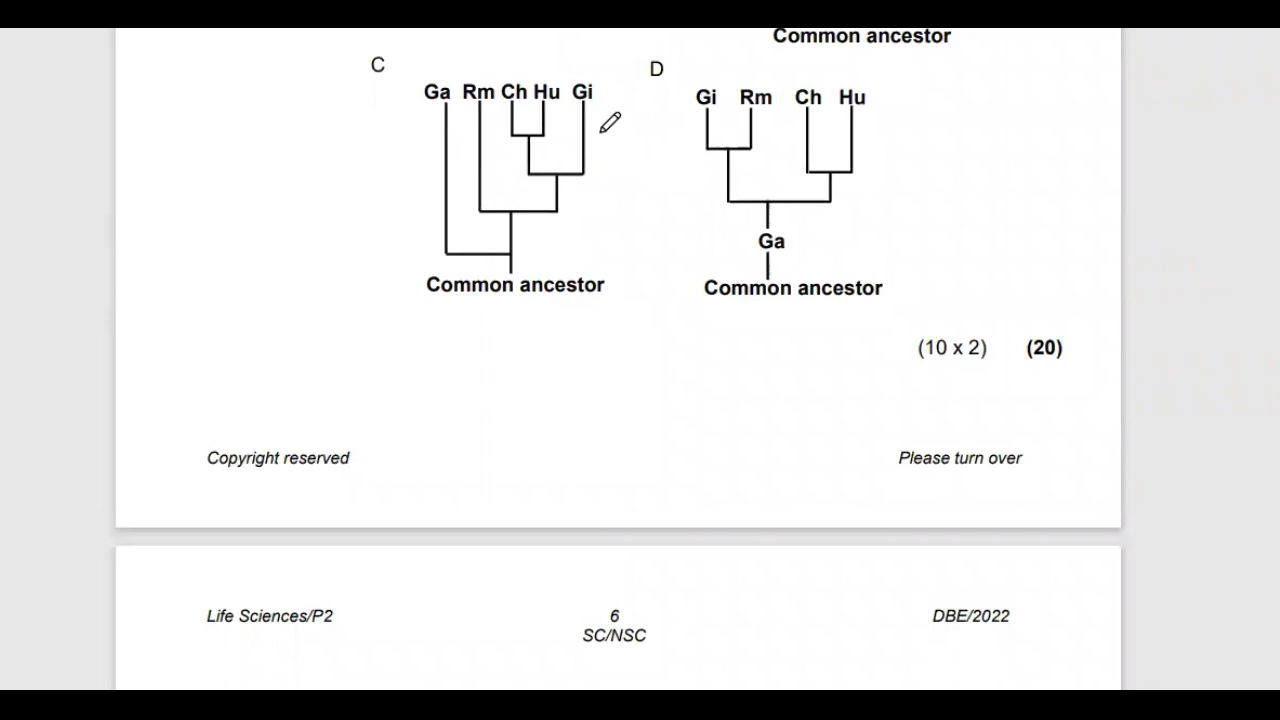 Common ancestor
C
D
Ga Rm Ch Hu Gi
Gi Rm Ch Hu
Ga
Common ancestor
Common ancestor
(10 x 2) (20)
Copyright reserved
Please turn over
Life Sciences/P2
6
SC/NSC
DBE/2022